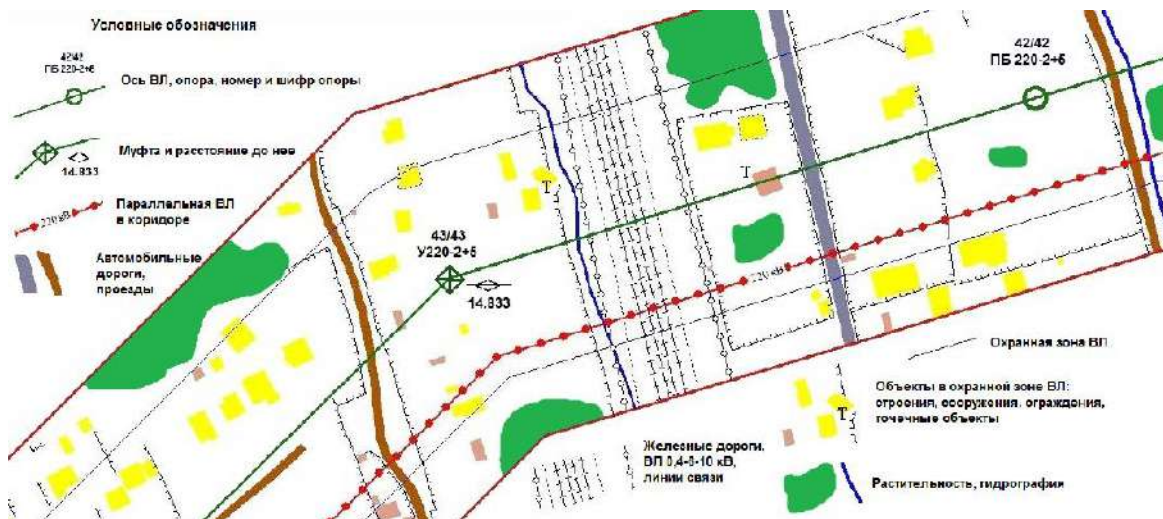 Условные обозначения
42/42
ПБ 220-2+5
Ось ВЛ, опора, номер и шифр опоры
Муфта и расстояние до нее
14.833
220 кВ
Параллельная ВЛ
в коридоре
Автомобильные
дороги,
проезды
43/43
У220-2+5
14.833
Т
Т
220 кВ
42/42
ПБ 220-2+5
Охранная зона ВЛ
Объекты в охранной зоне ВЛ:
строения, сооружения, ограждения,
точечные объекты
Т
Железные дороги,
ВЛ 0,4-6-10 кВ,
линии связи
Растительность, гидрография